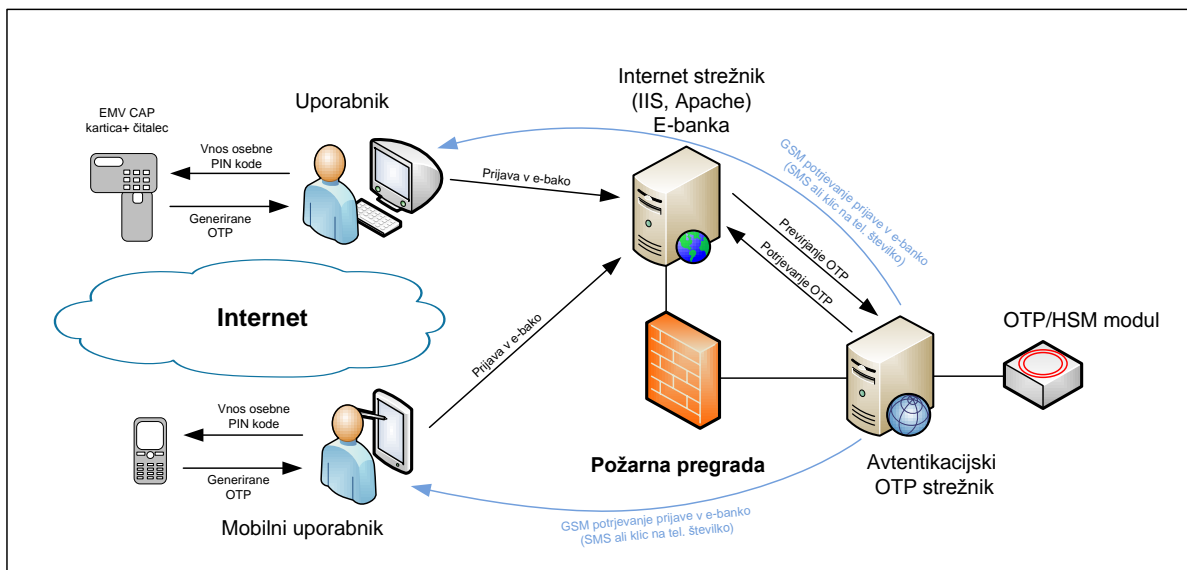 Internet strežnik
(IIS, Apache)
E-banka
Uporabnik
EMV CAP
kartica+ čitalec
Vnos osebne
PIN kode
Generirane
OTP
Prijava v e-bako
GSM potrjevanje prijave v e-banko
(SMS ali klic na tel. številko)
Previrjanje OTP
Potrjevanje OTP
Internet
OTP/HSM modul
Prijava v e-bako
Vnos osebne
PIN kode
Generirane
OTP
Mobilni uporabnik
Požarna pregrada
Avtentikacijski
OTP strežnik
GSM potrjevanje prijave v e-banko
(SMS ali klic na tel. številko)